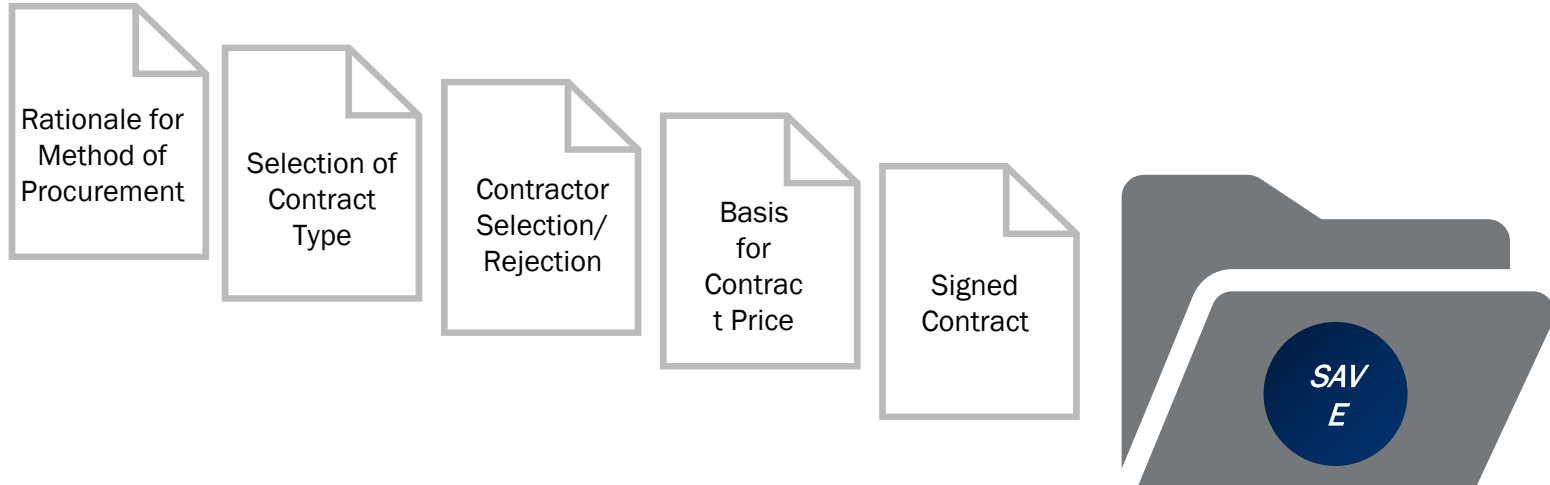 Rationale for
Method of
Procurement
Selection of
Contract
Type
Contractor
Selection/
Rejection
Basis
for
Contrac
t Price
Signed
Contract
SAV
E